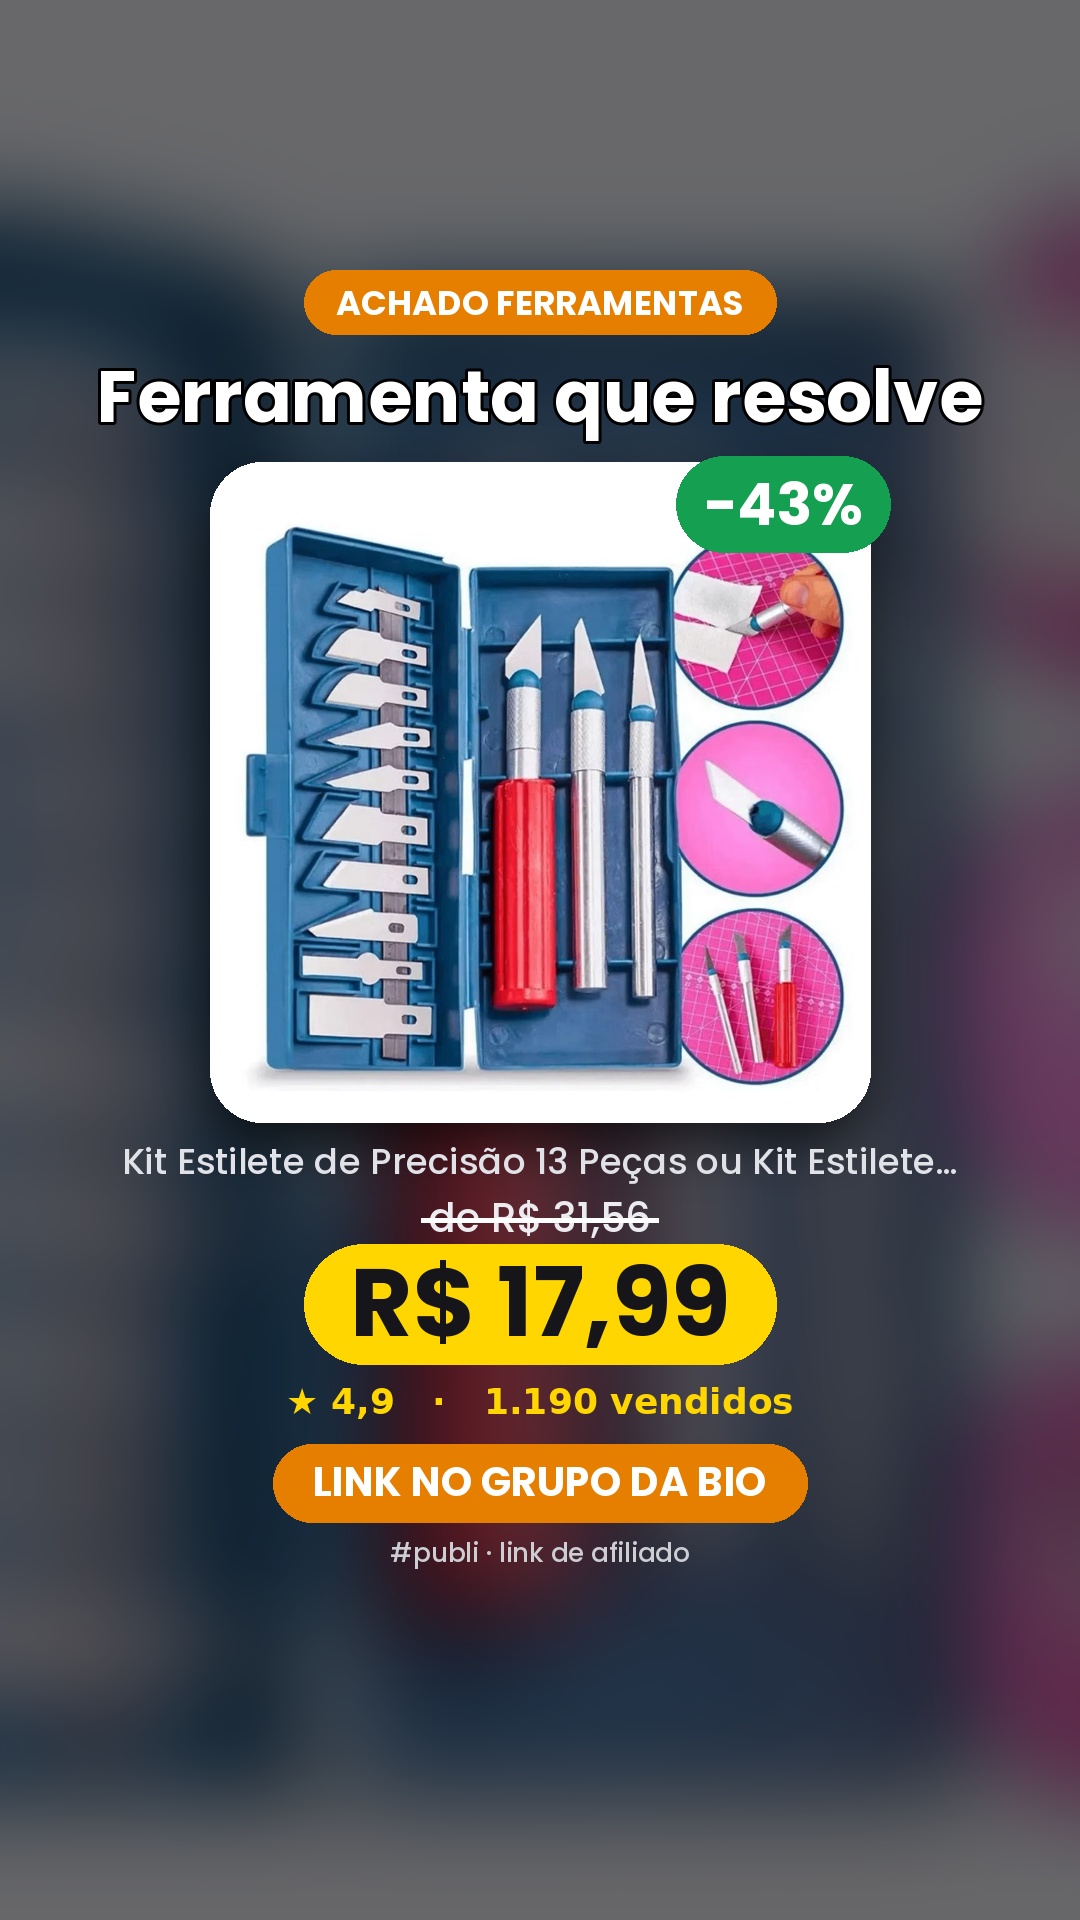 ACHADO FERRAMENTAS
Ferramenta que resolve
-43%
Kit Estilete de Precisão 13 Peças ou Kit Estilete...
de R$ 31,56
R$ 17,99
★ 4,9 · 1.190 vendidos
LINK NO GRUPO DA BIO
#publi · link de afiliado